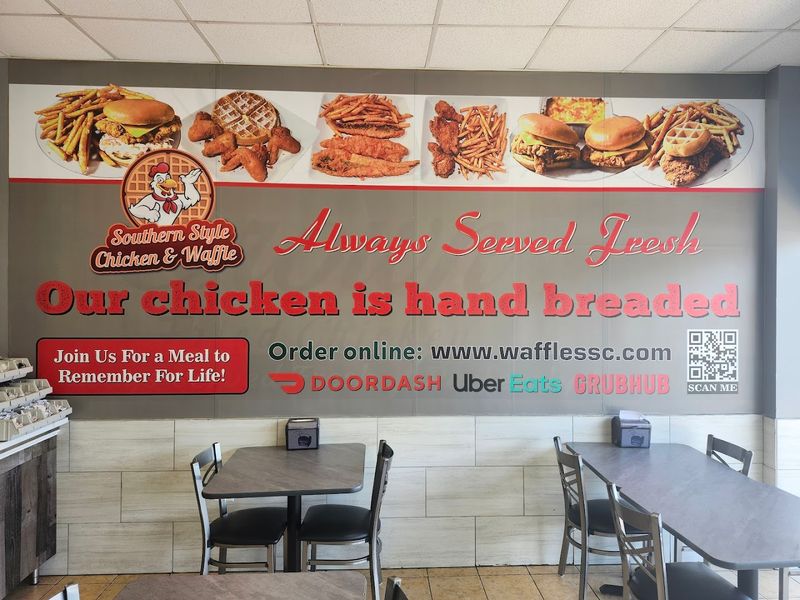 Southern Style
Chicken & Waffle
Always Served Fresh
Our chicken is hand breaded
Join Us For a Meal to
Remember For Life!
Order online: www.wafflessc.com
DOORDASH Uber Eats GRUBHUB
SCAN ME